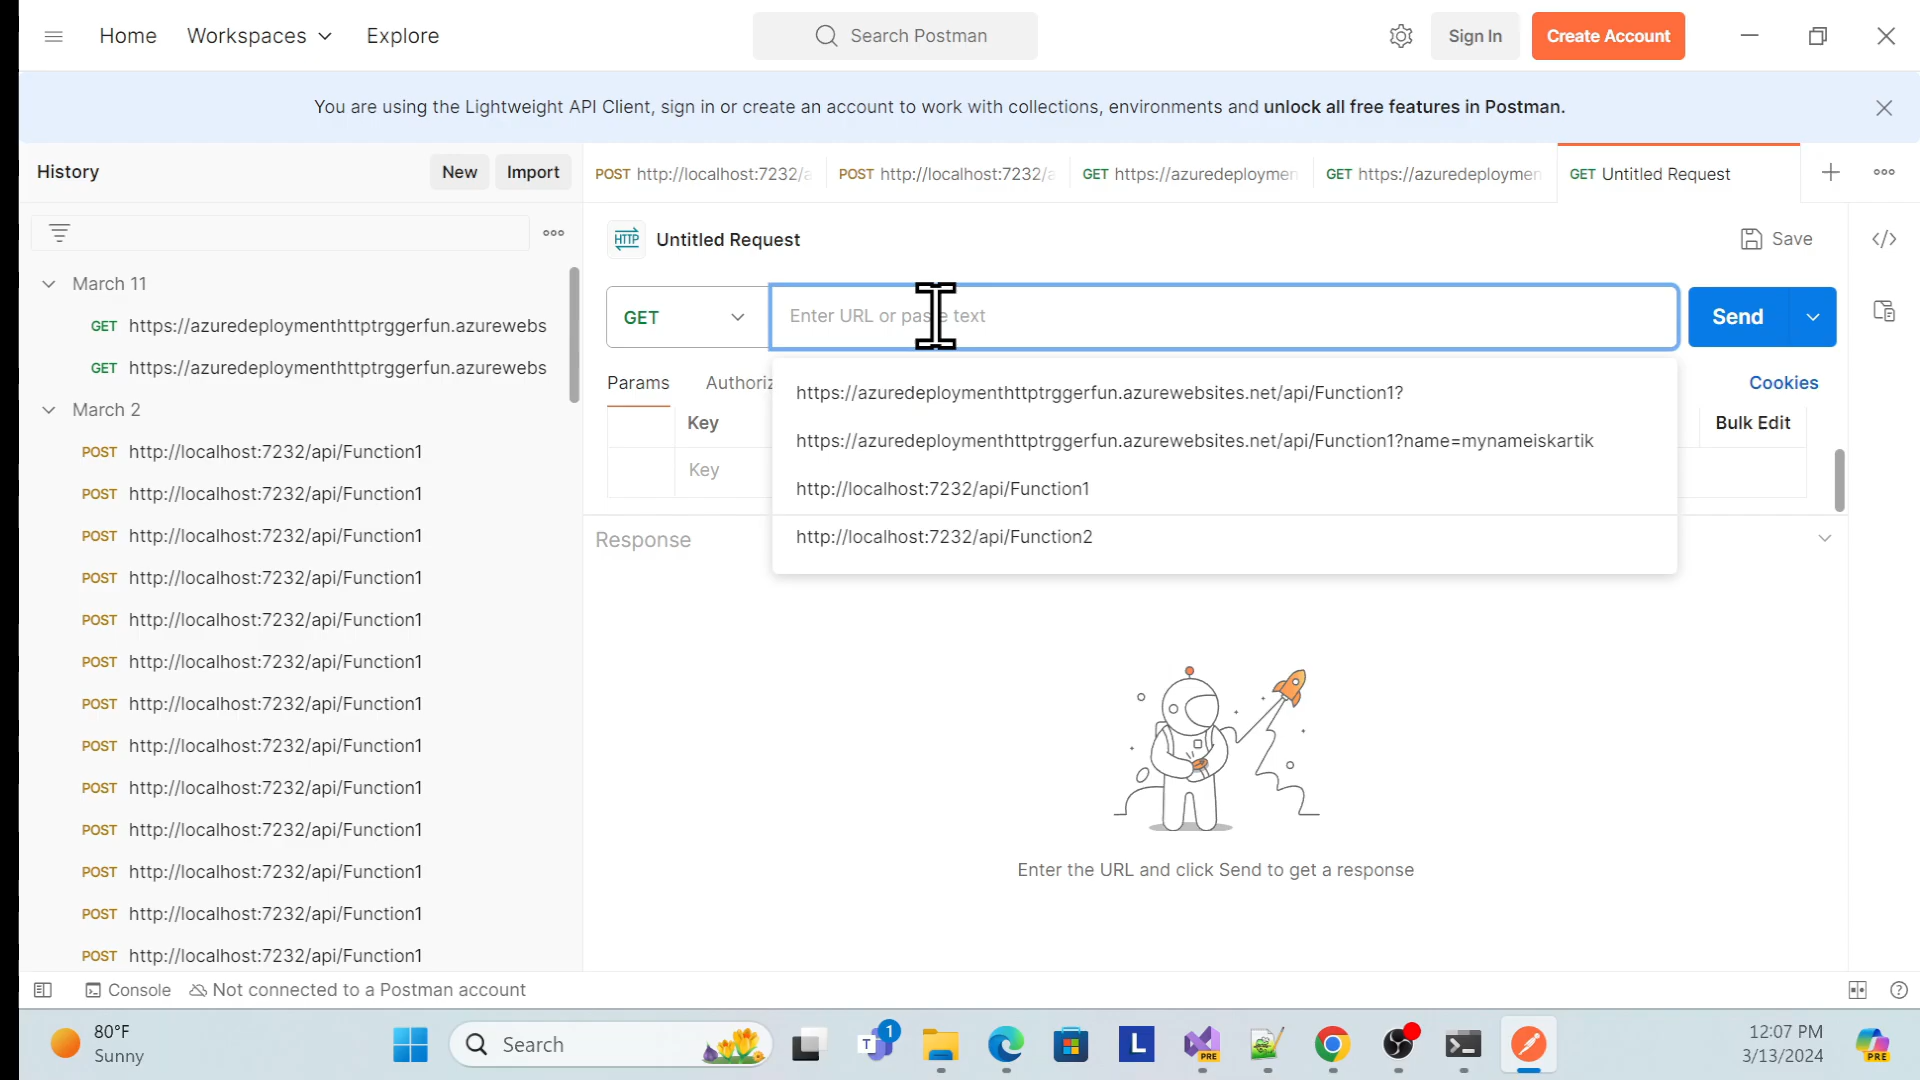 Home Workspaces Explore Search Postman Sign In Create Account
You are using the Lightweight API Client, sign in or create an account to work with collections, environments and unlock all free features in Postman.
History New Import
POST http://localhost:7232/a POST http://localhost:7232/a GET https://azuredeploymen GET https://azuredeploymen GET Untitled Request
HTTP Untitled Request Save
March 11
GET https://azuredeploymenthttptrggerfun.azurewebs
GET https://azuredeploymenthttptrggerfun.azurewebs
March 2
POST http://localhost:7232/api/Function1
POST http://localhost:7232/api/Function1
POST http://localhost:7232/api/Function1
POST http://localhost:7232/api/Function1
POST http://localhost:7232/api/Function1
POST http://localhost:7232/api/Function1
POST http://localhost:7232/api/Function1
POST http://localhost:7232/api/Function1
POST http://localhost:7232/api/Function1
POST http://localhost:7232/api/Function1
POST http://localhost:7232/api/Function1
POST http://localhost:7232/api/Function1
POST http://localhost:7232/api/Function1
GET Enter URL or paste text Send
Params Authoriz Cookies
Key Bulk Edit
Key
https://azuredeploymenthttptrggerfun.azurewebsites.net/api/Function1?
https://azuredeploymenthttptrggerfun.azurewebsites.net/api/Function1?name=mynameiskartik
http://localhost:7232/api/Function1
http://localhost:7232/api/Function2
Response
Enter the URL and click Send to get a response
Console Not connected to a Postman account
80°F
Sunny
Search
T 1
L
PRE
12:07 PM
3/13/2024
PRE